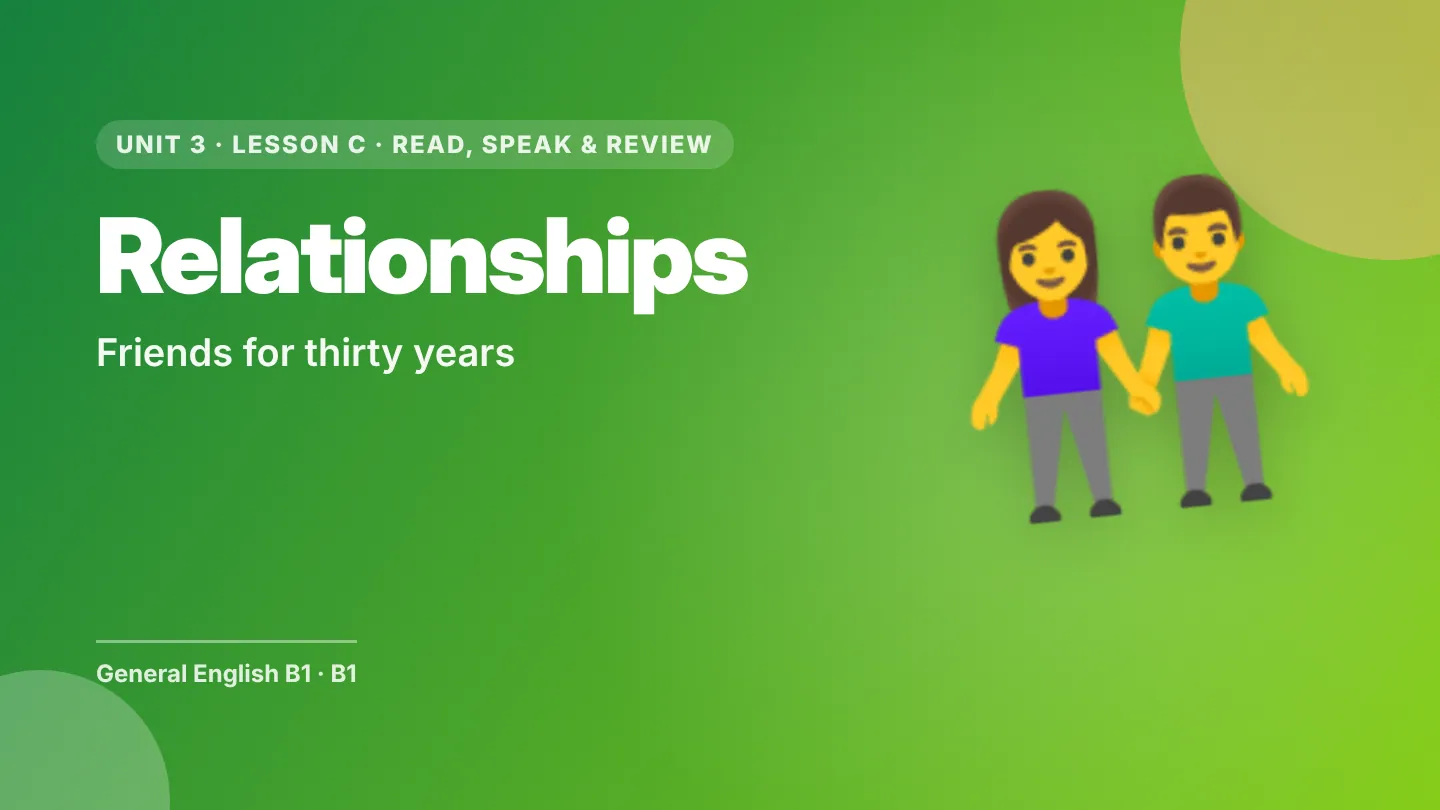 UNIT 3 · LESSON C · READ, SPEAK & REVIEW
Relationships
Friends for thirty years
General English B1 · B1